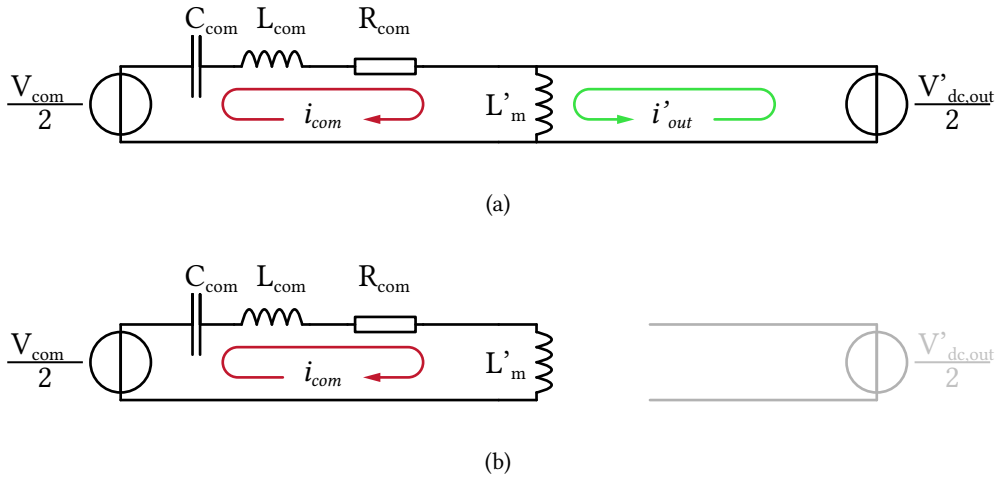 C_com L_com R_com
V_com/2 i_com L'_m i'_out V'_dc,out/2
(a)
C_com L_com R_com
V_com/2 i_com L'_m V'_dc,out/2
(b)